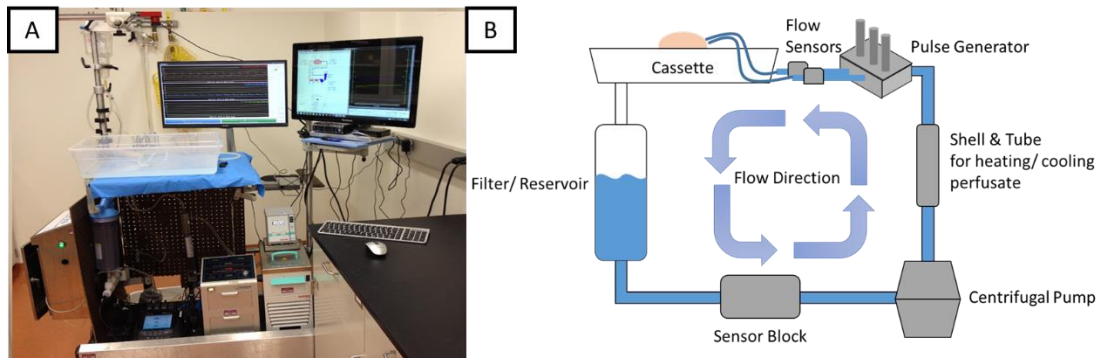 A
B
Flow
Sensors
Pulse Generator
Cassette
Shell & Tube
for heating/ cooling
perfusate
Filter/ Reservoir
Flow Direction
Centrifugal Pump
Sensor Block